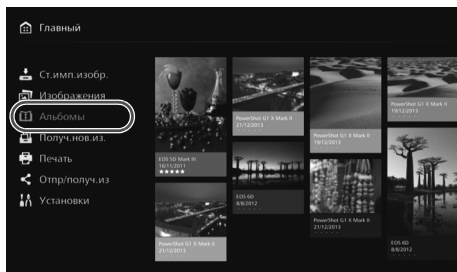 Главный
Ст.имп.изобр.
Изображения
Альбомы
Получ.нов.из.
Печать
Отпр/получ.из
Установки
EOS 5D Mark III
16/11/2011
★★★★★
PowerShot G1 X Mark II
21/12/2013
PowerShot G1 X Mark II
19/12/2013
PowerShot G1 X Mark II
19/12/2013
EOS 6D
8/8/2012
PowerShot G1 X Mark II
21/12/2013
PowerShot G1 X Mark II
21/12/2013
EOS 6D
8/8/2012